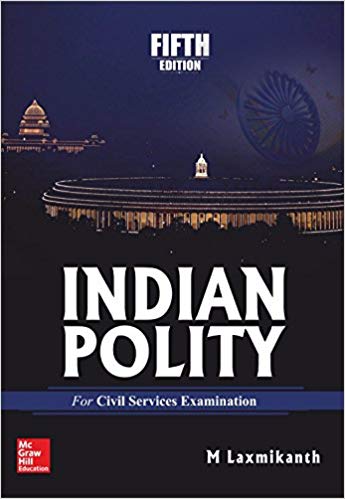 FIFTH
EDITION
INDIAN
POLITY
For Civil Services Examination
Mc
Graw
Hill
Education
M Laxmikanth